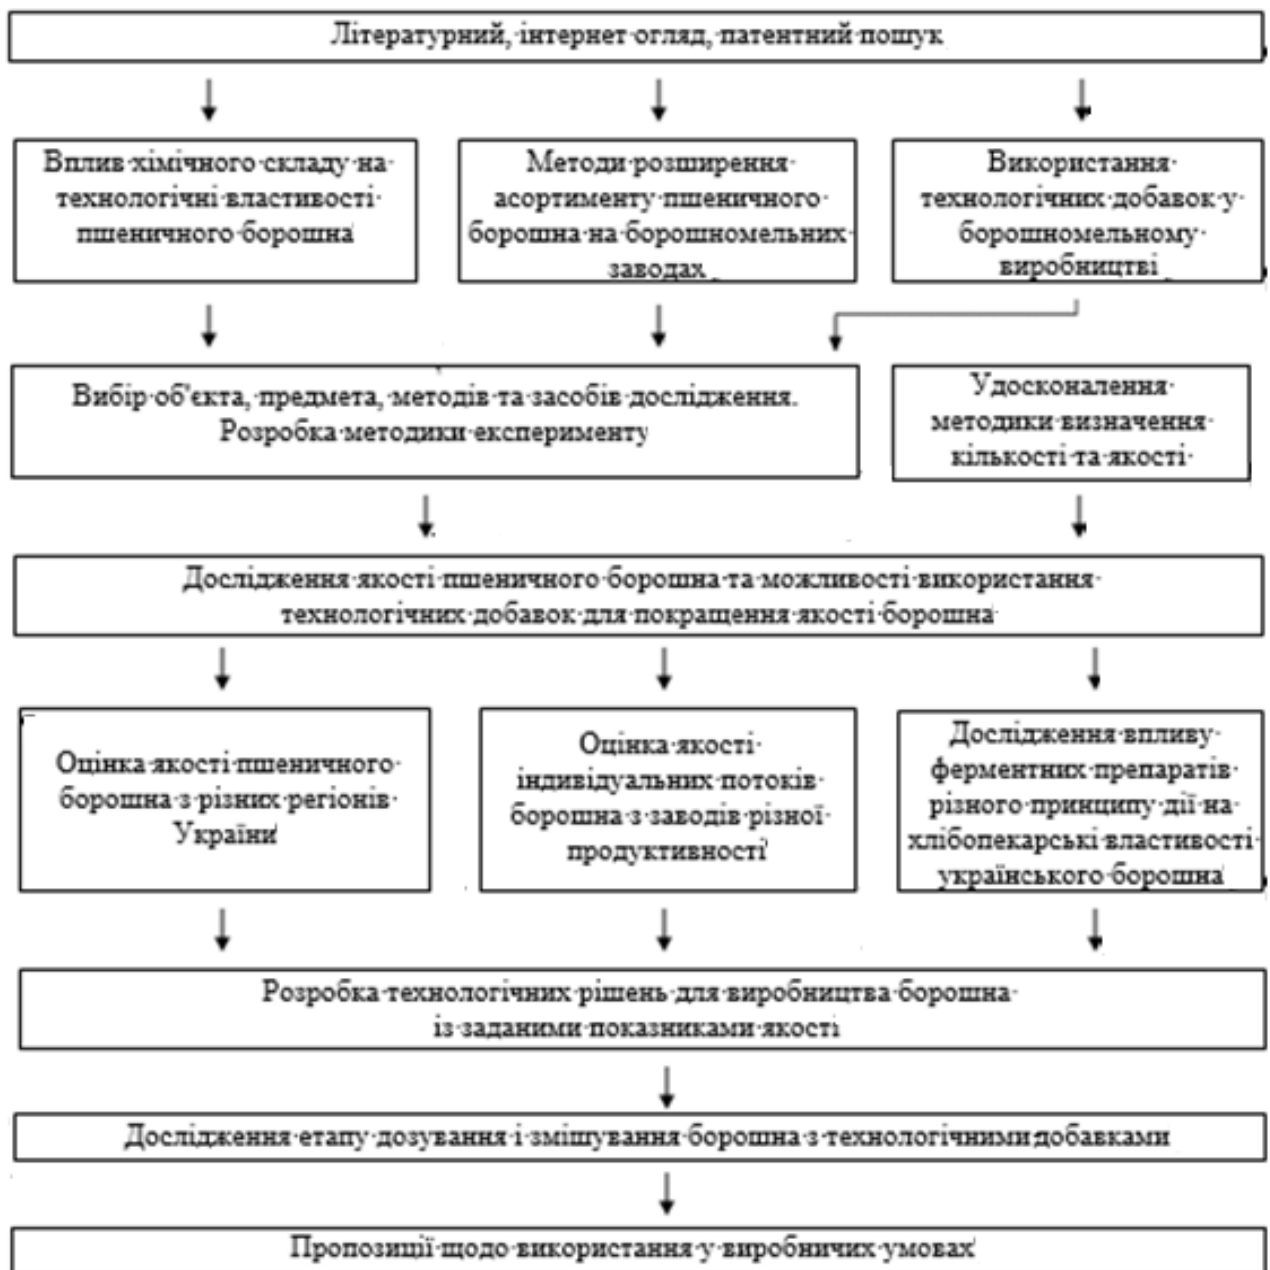 Літературний, інтернет огляд, патентний пошук
Вплив хімічного складу на
технологічні властивості
пшеничного борошна
Методи розширення
асортименту пшеничного
борошна на борошномельних
заводах
Використання
технологічних добавок у
борошномельному
виробництві
Вибір об'єкта, предмета, методів та засобів дослідження.
Розробка методики експерименту
Удосконалення
методики визначення
кількості та якості
Дослідження якості пшеничного борошна та можливості використання
технологічних добавок для покращення якості борошна
Оцінка якості пшеничного
борошна з різних регіонів
України
Оцінка якості
індивідуальних потоків
борошна з заводів різної
продуктивності
Дослідження впливу
ферментних препаратів
різного принципу дії на
хлібопекарські властивості
українського борошна
Розробка технологічних рішень для виробництва борошна
із заданими показниками якості
Дослідження етапу дозування і змішування борошна з технологічними добавками
Пропозиції щодо використання у виробничих умовах